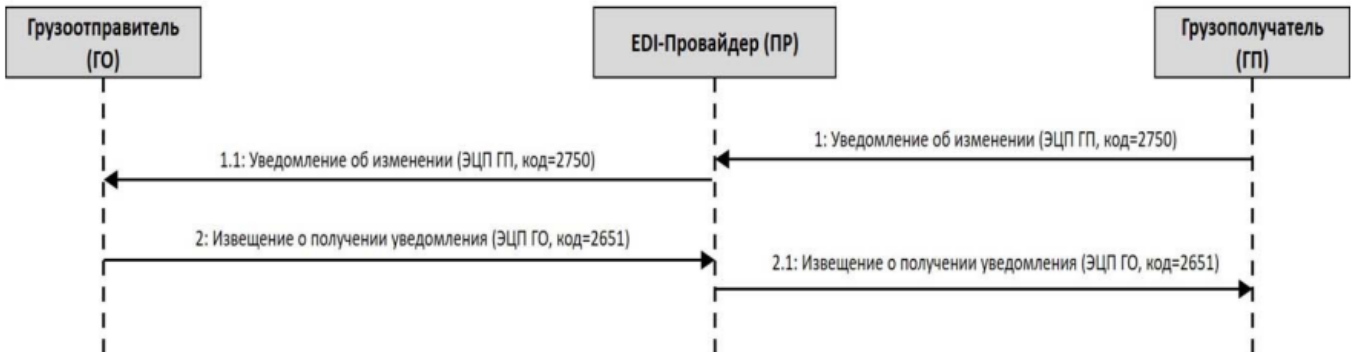 Грузоотправитель
(ГО)
EDI-Провайдер (ПР)
Грузополучатель
(ГП)
1: Уведомление об изменении (ЭЦП ГП, код=2750)
1.1: Уведомление об изменении (ЭЦП ГП, код=2750)
2: Извещение о получении уведомления (ЭЦП ГО, код=2651)
2.1: Извещение о получении уведомления (ЭЦП ГО, код=2651)